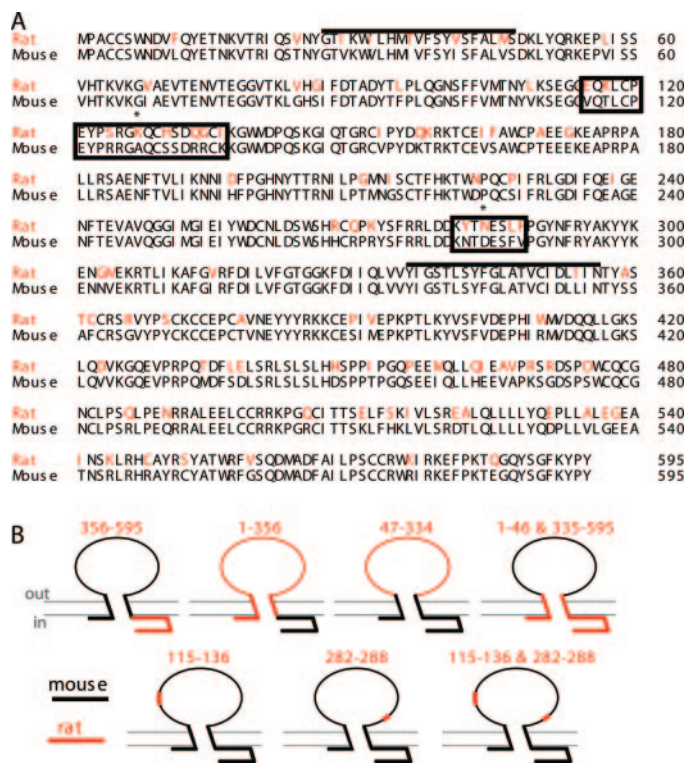 A
Rat MPACCSWNDVFQYETNKVTRIQSVNYGTIKWILHMTVFSYVSFALMSDKLYQRKEPLISS 60
Mouse MPACCSWNDVFQYETNKVTRIQSTNYGTVKWVLHMIVFSYISFALVSDKLYQRKEPVISS 60
Rat VHTKVKGVAEVTENVTEGGVTKLVHGIFDTADYTLPLQGNSFFVMTNYLKSEGQEQKLCP 120
Mouse VHTKVKGIAEVTENVTEGGVTKLGHSIFDTADYTFPLQGNSFFVMTNYVKSEGQVQTLCP 120
*
Rat EYPSRGKQCHSDQGCIKGWMDPQSKGIQTGRCIPYDQKRKTCEIFAWCPAEEGKEAPRPA 180
Mouse EYPRRGAQCSSDRRCKKGWMDPQSKGIQTGRCVPYDKTRKTCEVSAWCPTEEEKEAPRPA 180
Rat LLRSAENFTVLIKNNIDFPGHNYTTRNILPGMNISCTFHKTWNPQCPIFRLGDIFQEIGE 240
Mouse LLRSAENFTVLIKNNIHFPGHNYTTRNILPTMNGSCTFHKTWDPQCSIFRLGDIFQEAGE 240
*
Rat NFTEVAVQGGIMGIEIYWDCNLDSWSHRCQPKYSFRRLDDKYTNESLFPGYNFRYAKYYK 300
Mouse NFTEVAVQGGIMGIEIYWDCNLDSWSHHCRPRYSFRRLDDKNTDESFVPGYNFRYAKYYK 300
Rat ENGMEKRTLIKAFGVRFDILVFGTGGKFDIIQLVVYIGSTLSYFGLATVCIDLIINTYAS 360
Mouse ENNVEKRTLIKAFGIRFDILVFGTGGKFDIIQLVVYIGSTLSYFGLATVCIDLLINTYSS 360
Rat TCCRSRVYPSCKCCEPCAVNEYYYRKKCEPIVEPKPTLKYVSFVDEPHIWMVDQQLLGKS 420
Mouse AFCRSGVYPYCKCCEPCTVNEYYYRKKCESIMEPKPTLKYVSFVDEPHIRMVDQQLLGKS 420
Rat LQDVKGQEVPRPQTDFLELSRLSLSLHHSPPIPGQPEEMQLLQIEAVPRSRDSPDWCQCG 480
Mouse LQVVKGQEVPRPQMDFSDLSRLSLSLHDSPPTPGQSEEIQLLHEEVAPKSGDSPSWCQCG 480
Rat NCLPSQLPENRRALEELCCRRKPGQCITTSELFSKIVLSREALQLLLLYQEPLLALEGEA 540
Mouse NCLPSRLPEQRRALEELCCRRKPGRCITTSKLFHKLVLSRDTLQLLLLYQDPLLVLGEEA 540
Rat INSKLRHCAYRSYATWRFVSQDMADFAILPSCCRWKIRKEFPKTQGQYSGFKYPY 595
Mouse TNSRLRHRAYRCYATWRFGSQDMADFAILPSCCRWRIRKEFPKTEGQYSGFKYPY 595
B
356-595 1-356 47-334 1-46 & 335-595
out
in
115-136 282-288 115-136 & 282-288
mouse
rat